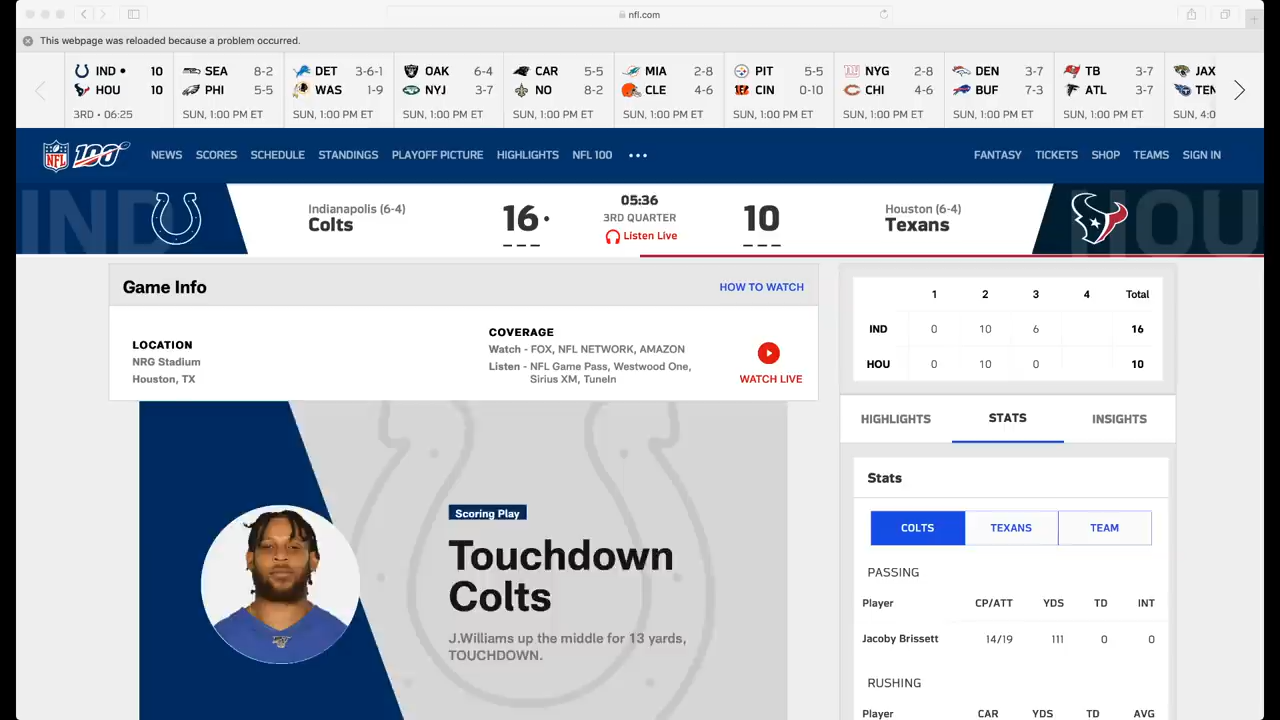 nfl.com
This webpage was reloaded because a problem occurred.
IND • 10
HOU 10
3RD • 06:25
SEA 8-2
PHI 5-5
SUN, 1:00 PM ET
DET 3-6-1
WAS 1-9
SUN, 1:00 PM ET
OAK 6-4
NYJ 3-7
SUN, 1:00 PM ET
CAR 5-5
NO 8-2
SUN, 1:00 PM ET
MIA 2-8
CLE 4-6
SUN, 1:00 PM ET
PIT 5-5
CIN 0-10
SUN, 1:00 PM ET
NYG 2-8
CHI 4-6
SUN, 1:00 PM ET
DEN 3-7
BUF 7-3
SUN, 1:00 PM ET
TB 3-7
ATL 3-7
SUN, 1:00 PM ET
JAX
TEN
SUN, 4:0
NFL 100 NEWS SCORES SCHEDULE STANDINGS PLAYOFF PICTURE HIGHLIGHTS NFL 100 ••• FANTASY TICKETS SHOP TEAMS SIGN IN
IND
Indianapolis (6-4)
Colts
16
05:36
3RD QUARTER
Listen Live
10
Houston (6-4)
Texans
HOU
Game Info HOW TO WATCH
LOCATION
NRG Stadium
Houston, TX
COVERAGE
Watch - FOX, NFL NETWORK, AMAZON
Listen - NFL Game Pass, Westwood One,
Sirius XM, TuneIn
WATCH LIVE
Scoring Play
Touchdown
Colts
J.Williams up the middle for 13 yards,
TOUCHDOWN.
1 2 3 4 Total
IND 0 10 6 16
HOU 0 10 0 10
HIGHLIGHTS STATS INSIGHTS
Stats
COLTS TEXANS TEAM
PASSING
Player CP/ATT YDS TD INT
Jacoby Brissett 14/19 111 0 0
RUSHING
Player CAR YDS TD AVG